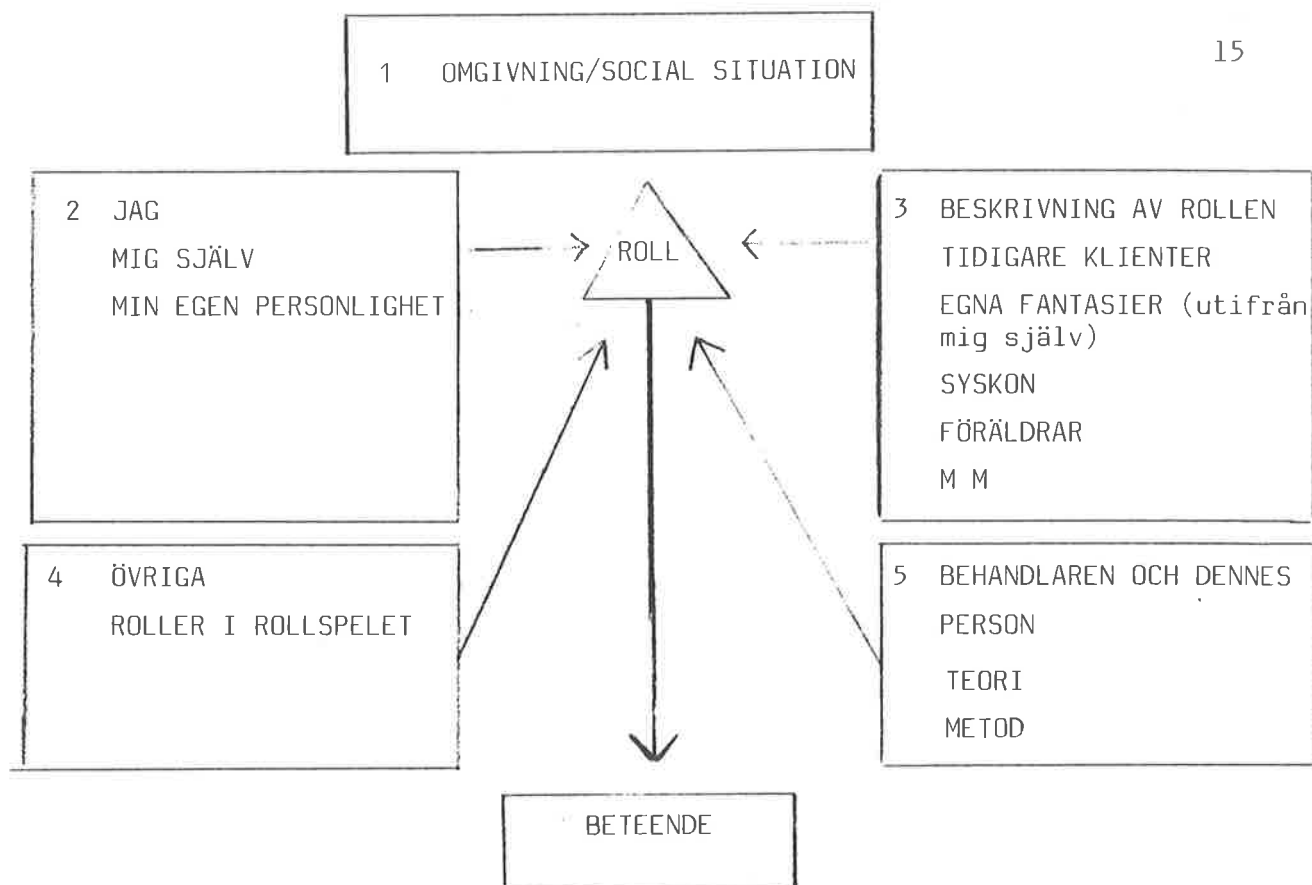 15
1 OMGIVNING/SOCIAL SITUATION
2 JAG
MIG SJÄLV
MIN EGEN PERSONLIGHET
ROLL
3 BESKRIVNING AV ROLLEN
TIDIGARE KLIENTER
EGNA FANTASIER (utifrån
mig själv)
SYSKON
FÖRÄLDRAR
M M
4 ÖVRIGA
ROLLER I ROLLSPELET
5 BEHANDLAREN OCH DENNES
PERSON
TEORI
METOD
BETEENDE